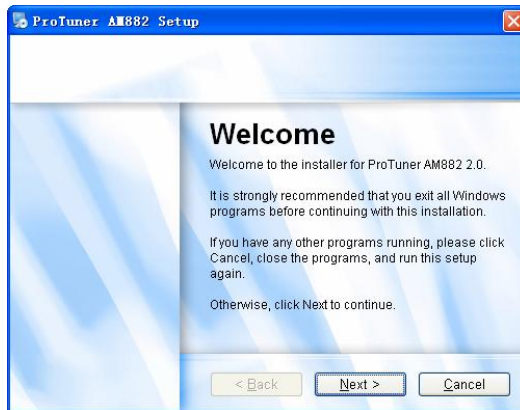 ProTuner AM882 Setup
Welcome
Welcome to the installer for ProTuner AM882 2.0.
It is strongly recommended that you exit all Windows
programs before continuing with this installation.
If you have any other programs running, please click
Cancel, close the programs, and run this setup
again.
Otherwise, click Next to continue.
< Back
Next >
Cancel